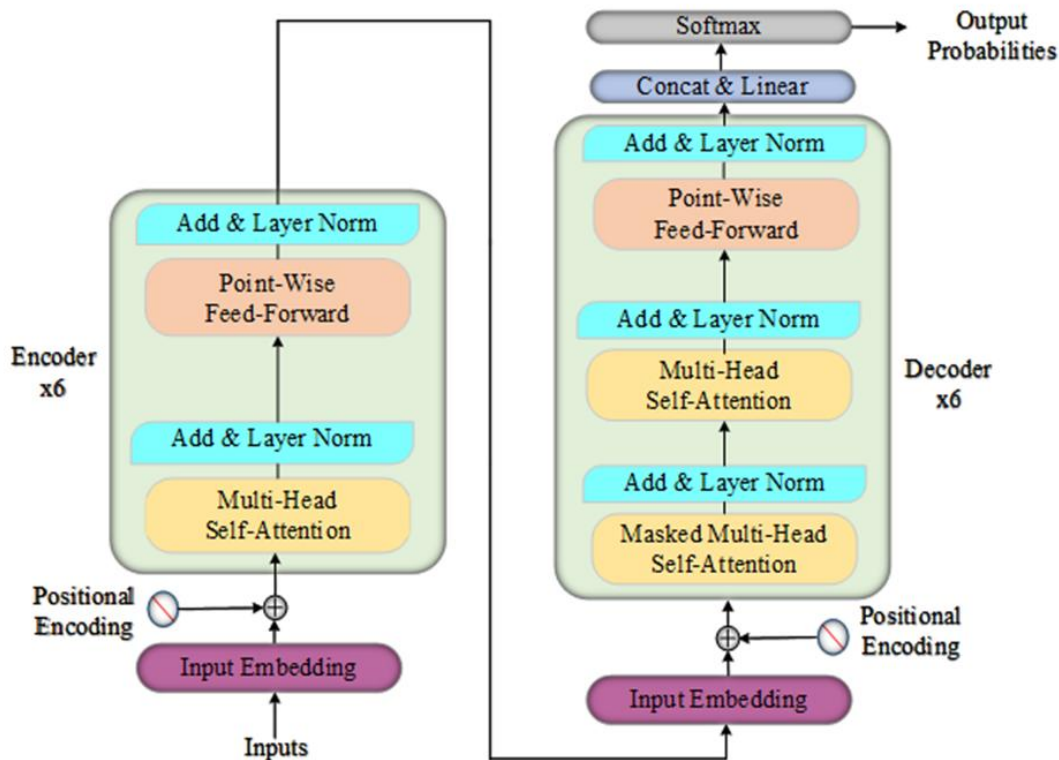 Add & Layer Norm
Point-Wise
Feed-Forward
Encoder
x6
Add & Layer Norm
Multi-Head
Self-Attention
Positional
Encoding
Input Embedding
Inputs
Softmax
Output
Probabilities
Concat & Linear
Add & Layer Norm
Point-Wise
Feed-Forward
Add & Layer Norm
Multi-Head
Self-Attention
Decoder
x6
Add & Layer Norm
Masked Multi-Head
Self-Attention
Positional
Encoding
Input Embedding